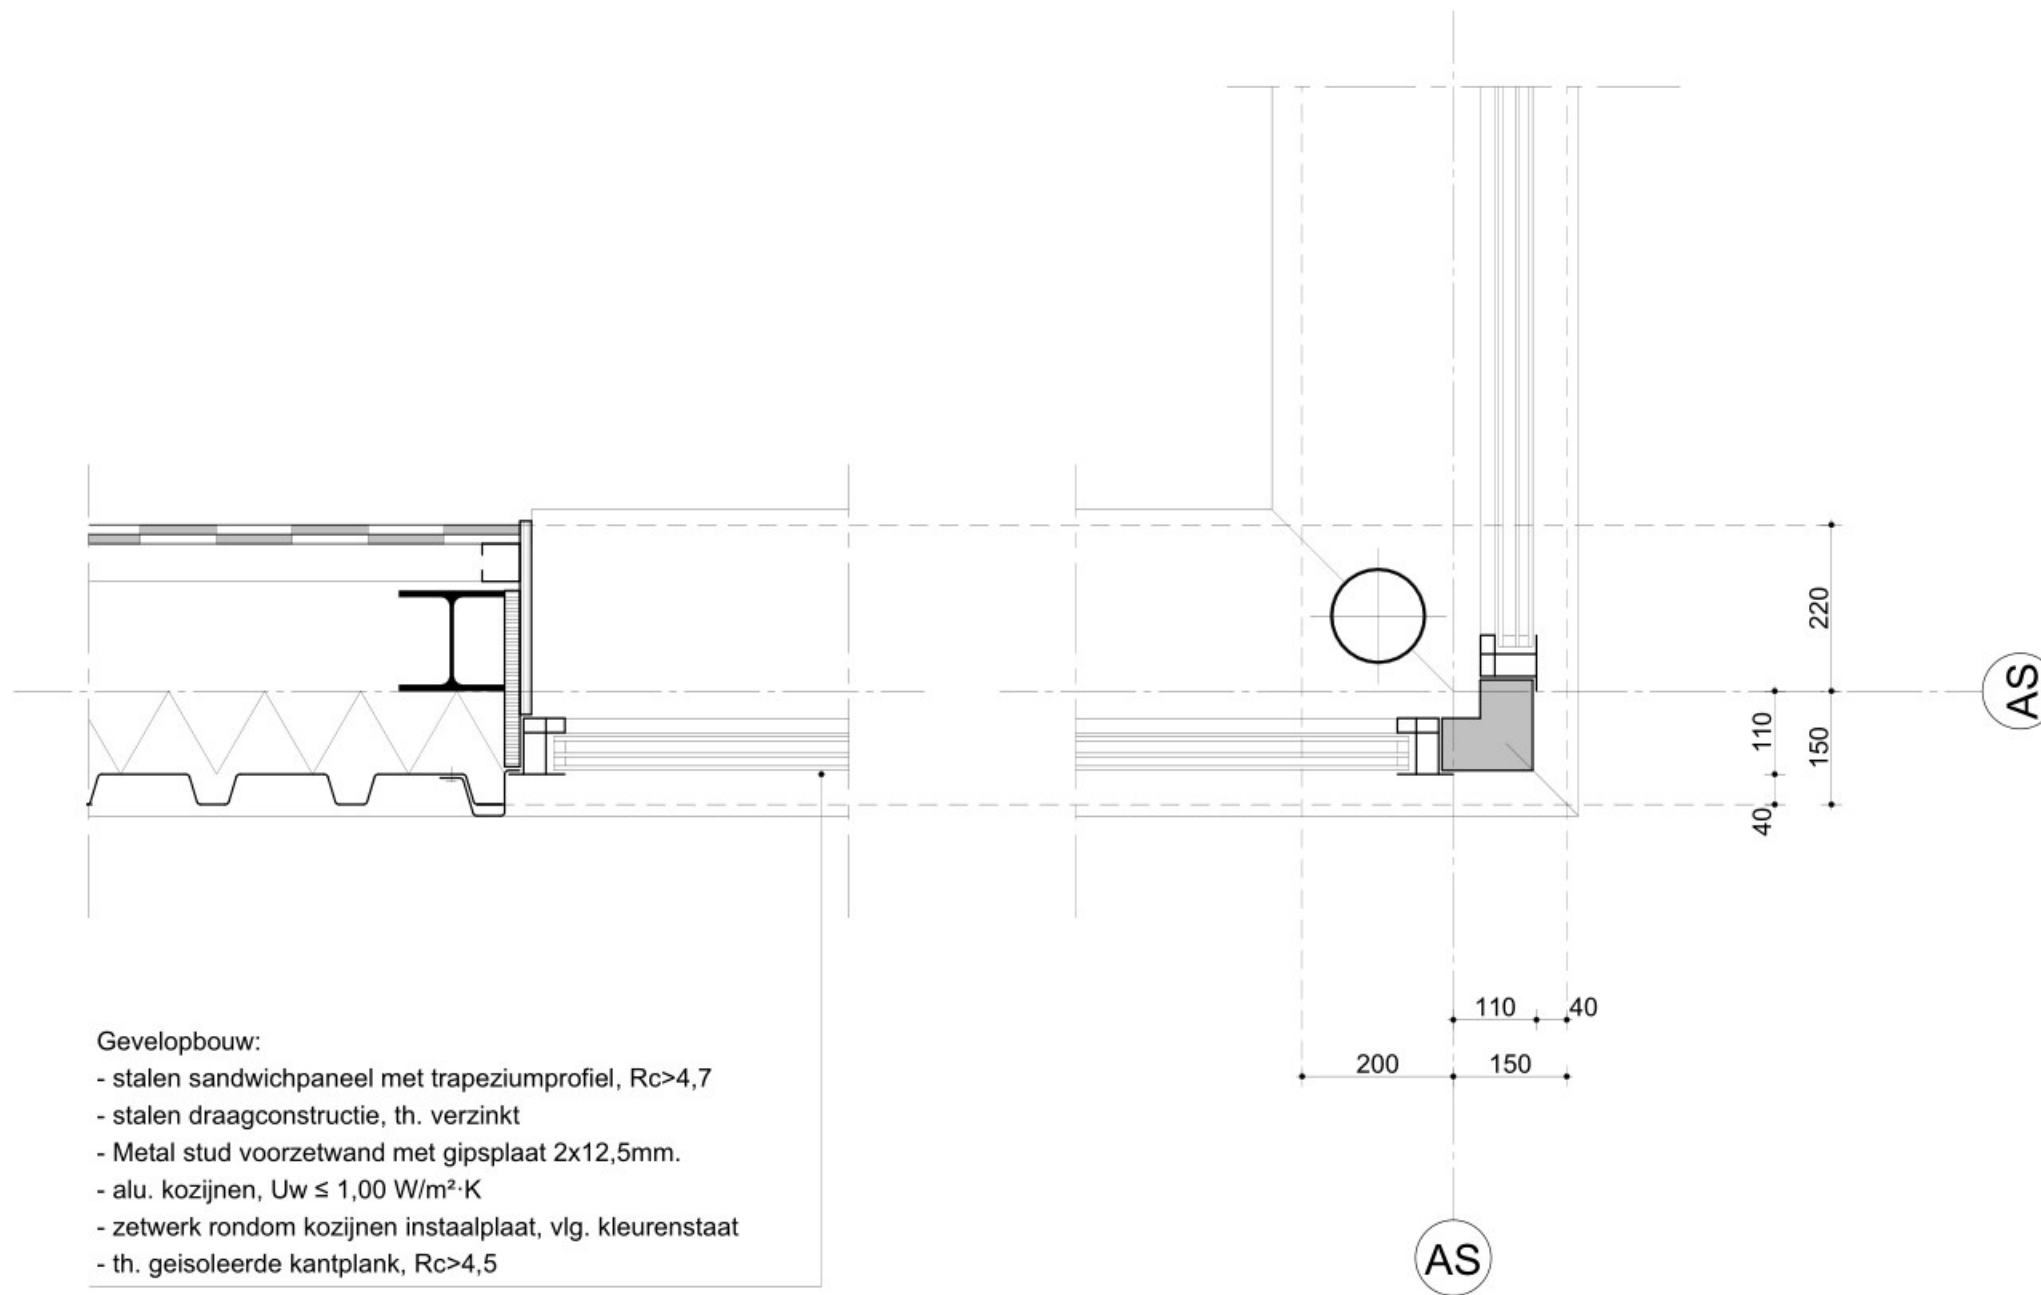 220
AS
110
150
40
110
40
200
150
Gevelopbouw:
- stalen sandwichpaneel met trapeziumprofiel, Rc>4,7
- stalen draagconstructie, th. verzinkt
- Metal stud voorzetwand met gipsplaat 2x12,5mm.
- alu. kozijnen, Uw ≤ 1,00 W/m²·K
- zetwerk rondom kozijnen instaalplaat, vlg. kleurenstaat
- th. geisoleerde kantplank, Rc>4,5
AS